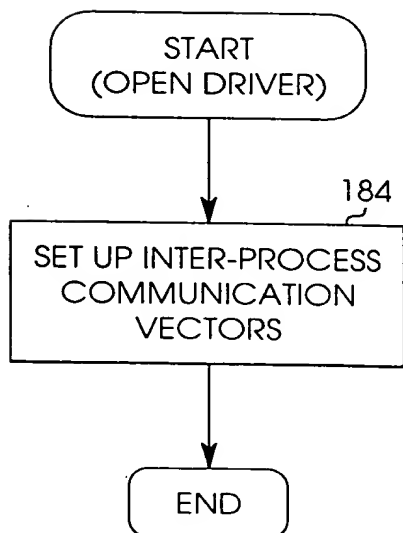 START
(OPEN DRIVER)
184
SET UP INTER-PROCESS
COMMUNICATION
VECTORS
END